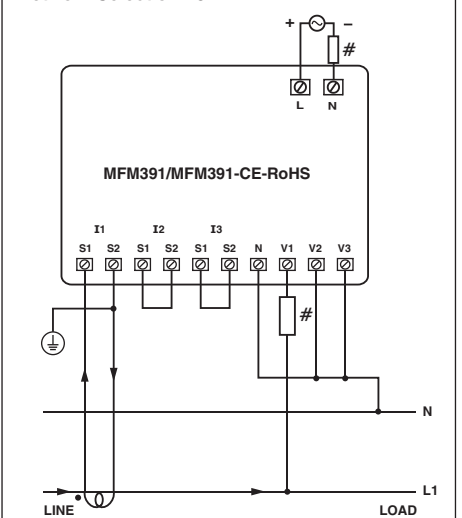 + –
#
L N
MFM391/MFM391-CE-RoHS
I1 I2 I3
S1 S2 S1 S2 S1 S2 N V1 V2 V3
#
N
L1
LINE LOAD